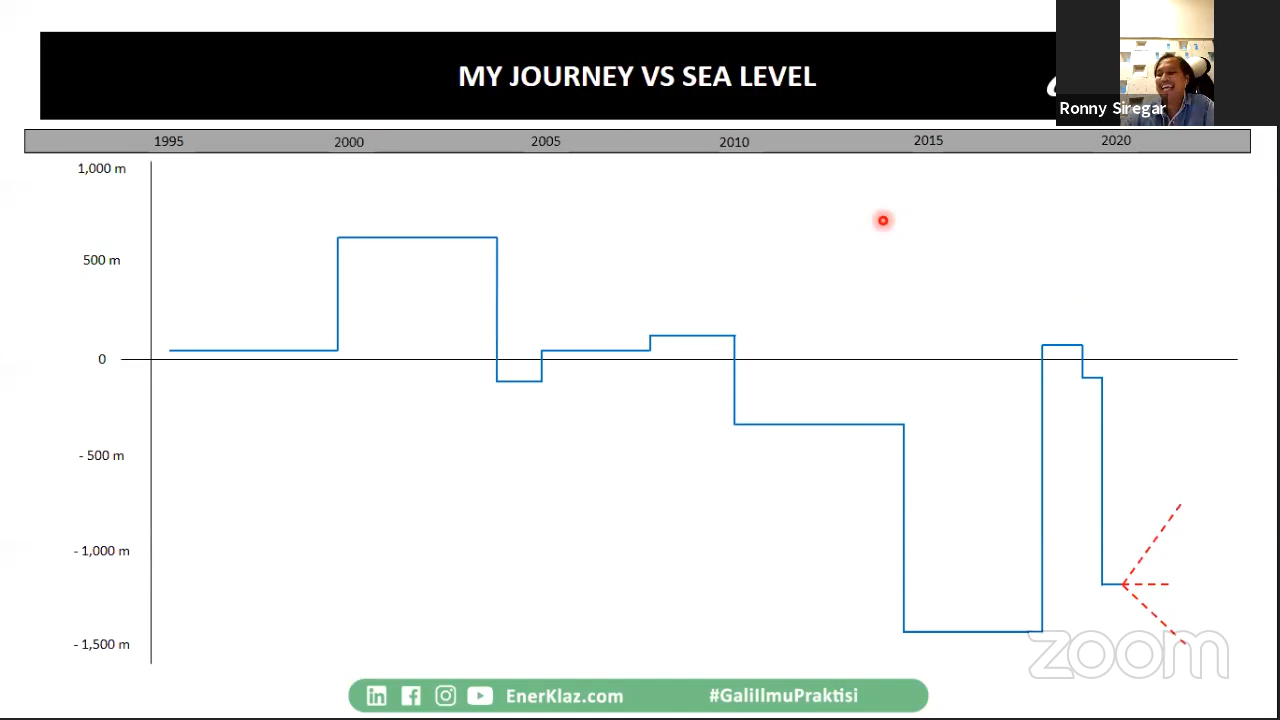 MY JOURNEY VS SEA LEVEL
Ronny Siregar
1995 2000 2005 2010 2015 2020
1,000 m
500 m
0
- 500 m
- 1,000 m
- 1,500 m
zoom
EnerKlaz.com #GaliIlmuPraktisi